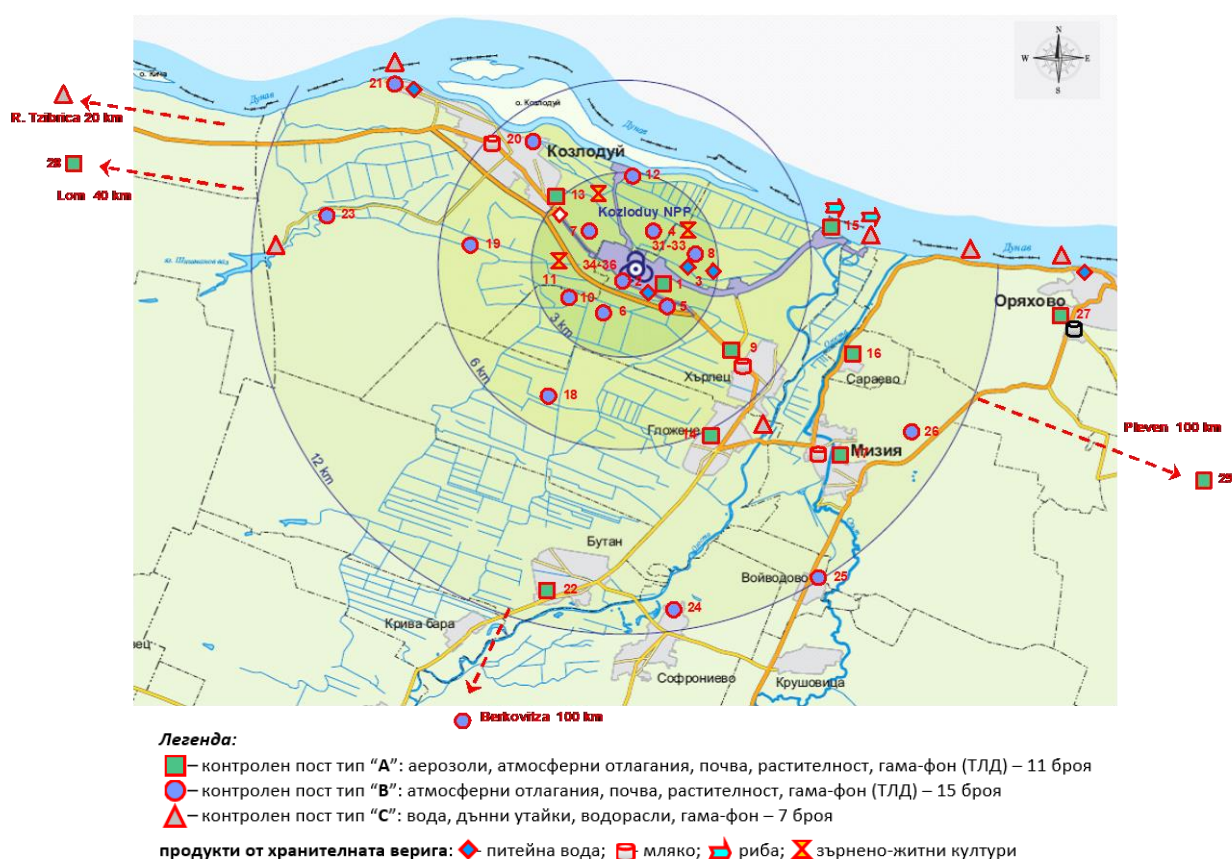 N
W E
S
о. Кича
Дунав
21
о. Козлодуй
R. Tzibrica 20 km
20
Козлодуй
Дунав
12
28
Lom 40 km
13
Kozloduy NPP
23
7
4
31-33
15
19
8
Дунав
34-36
11
2
1
3
10
5
Оряхово
6
27
3 km
9
16
6 km
Хърлец
Сараево
18
Гложене
14
26
Pleven 100 km
17
Мизия
12 km
29
Бутан
22
Войводово
25
24
Крива бара
Софрониево
Крушовица
Berkovitza 100 km
Легенда:
– контролен пост тип “А”: аерозоли, атмосферни отлагания, почва, растителност, гама-фон (ТЛД) – 11 броя
– контролен пост тип “В”: атмосферни отлагания, почва, растителност, гама-фон (ТЛД) – 15 броя
– контролен пост тип “С”: вода, дънни утайки, водорасли, гама-фон – 7 броя
продукти от хранителната верига: - питейна вода; - мляко; - риба; - зърнено-житни култури